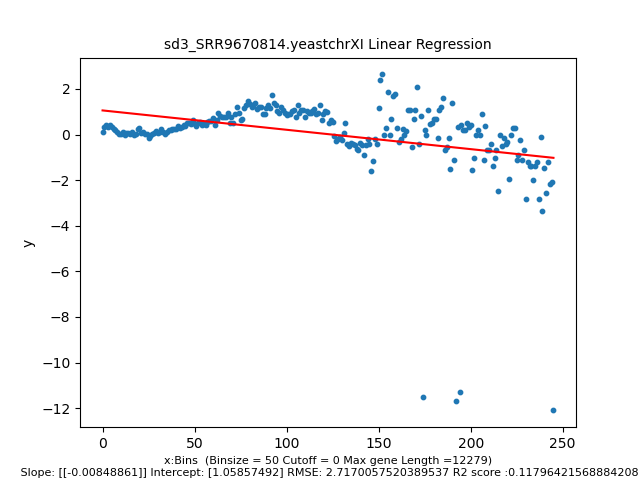 sd3_SRR9670814.yeastchrXI Linear Regression
2
0
−2
−4
−6
−8
−10
−12
y
0 50 100 150 200 250
x:Bins  (Binsize = 50 Cutoff = 0 Max gene Length =12279)
Slope: [[-0.00848861]] Intercept: [1.05857492] RMSE: 2.7170057520389537 R2 score :0.11796421568884208